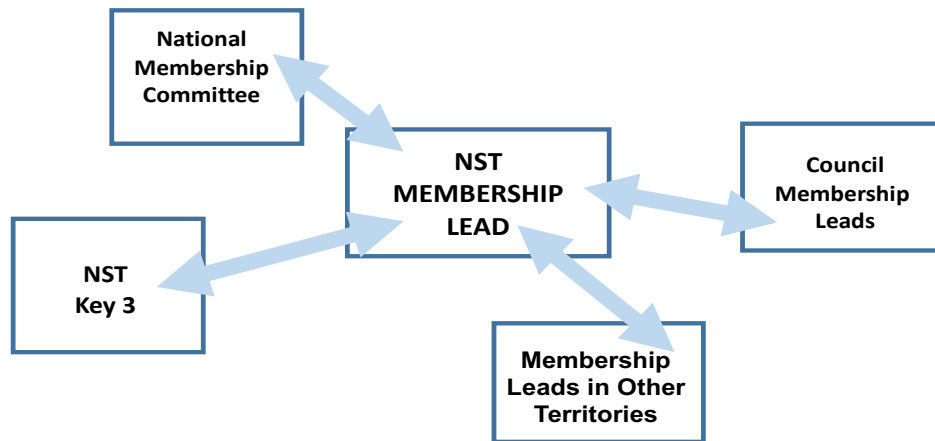 National
Membership
Committee
NST
MEMBERSHIP
LEAD
Council
Membership
Leads
NST
Key 3
Membership
Leads in Other
Territories